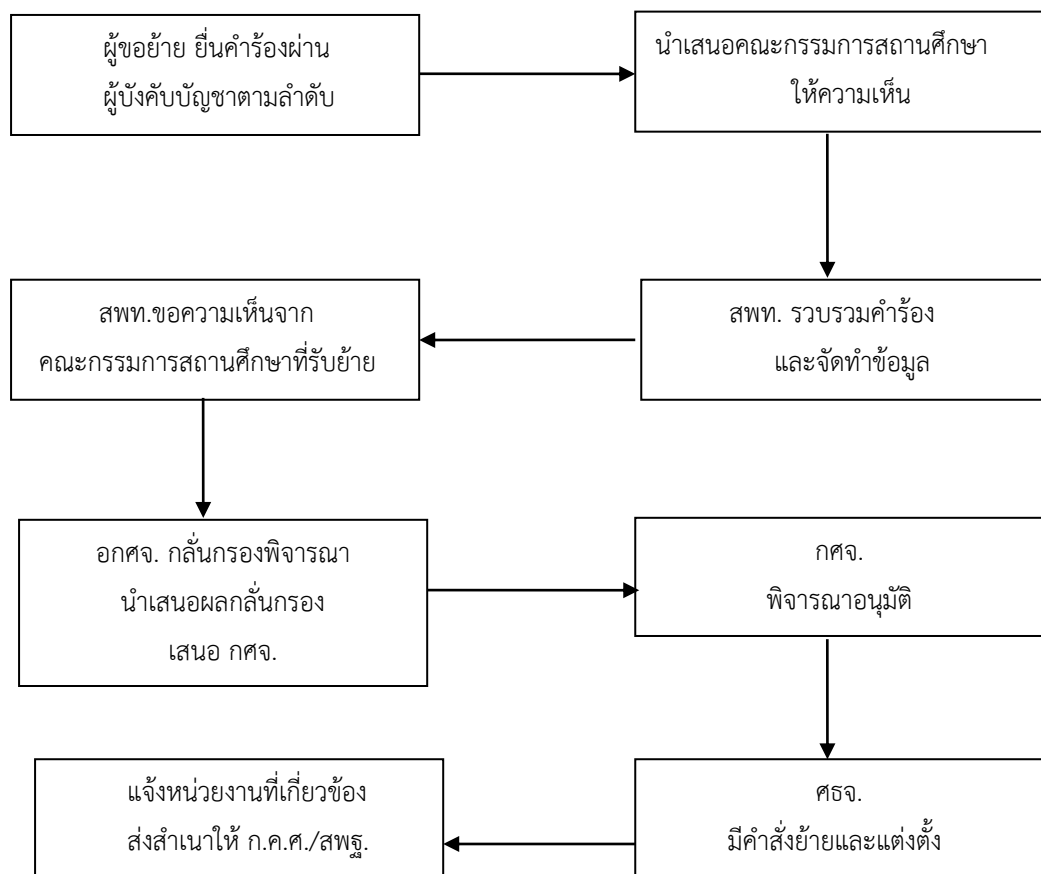 ผู้ขอย้าย ยื่นคำร้องผ่าน
ผู้บังคับบัญชาตามลำดับ
นำเสนอคณะกรรมการสถานศึกษา
ให้ความเห็น
สพท. รวบรวมคำร้อง
และจัดทำข้อมูล
สพท.ขอความเห็นจาก
คณะกรรมการสถานศึกษาที่รับย้าย
อกศจ. กลั่นกรองพิจารณา
นำเสนอผลกลั่นกรอง
เสนอ กศจ.
กศจ.
พิจารณาอนุมัติ
ศธจ.
มีคำสั่งย้ายและแต่งตั้ง
แจ้งหน่วยงานที่เกี่ยวข้อง
ส่งสำเนาให้ ก.ค.ศ./สพฐ.